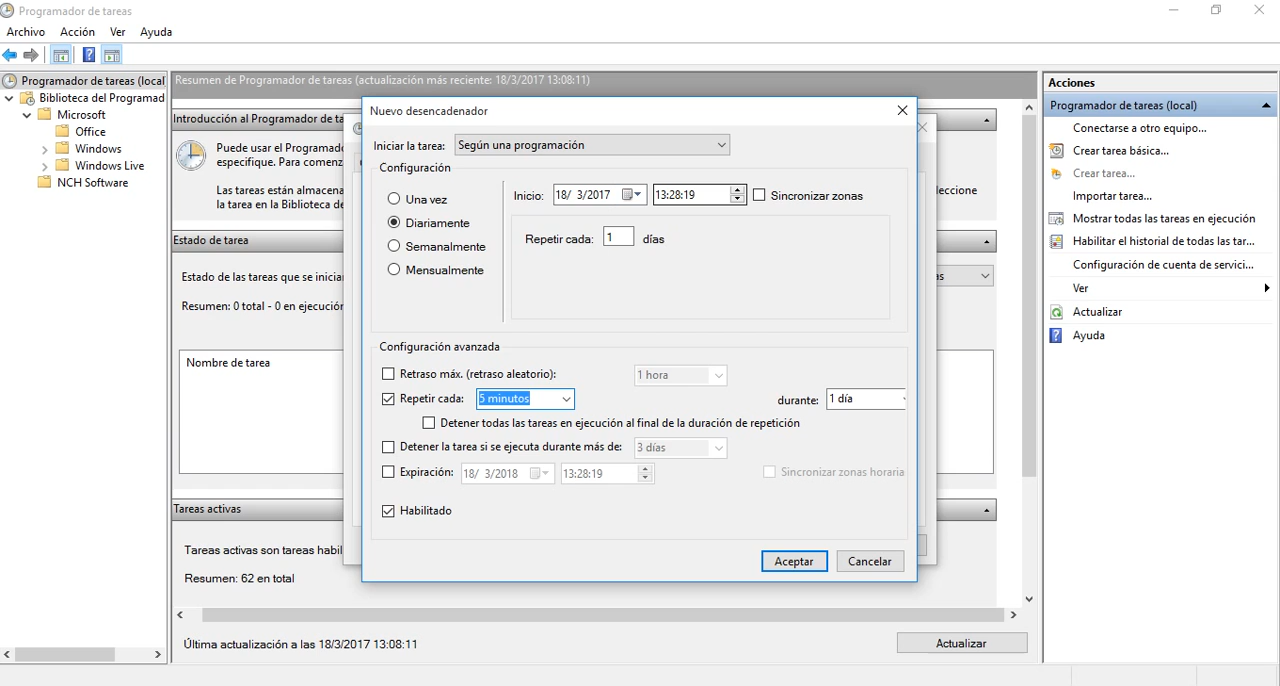 Programador de tareas
Archivo Acción Ver Ayuda
Programador de tareas (local
Biblioteca del Programad
Microsoft
Office
Windows
Windows Live
NCH Software
Resumen de Programador de tareas (actualización más reciente: 18/3/2017 13:08:11)
Introducción al Programador de ta
Puede usar el Programado
especifique. Para comenz
Las tareas están almacena
leccione
la tarea en la Biblioteca de
Estado de tarea
Estado de las tareas que se inicia
as
Resumen: 0 total - 0 en ejecución
Nombre de tarea
Tareas activas
Tareas activas son tareas habil
Resumen: 62 en total
Última actualización a las 18/3/2017 13:08:11
Actualizar
Nuevo desencadenador
Iniciar la tarea: Según una programación
Configuración
Una vez
Diariamente
Semanalmente
Mensualmente
Inicio: 18/ 3/2017 13:28:19 Sincronizar zonas
Repetir cada: 1 días
Configuración avanzada
Retraso máx. (retraso aleatorio): 1 hora
Repetir cada: 5 minutos durante: 1 día
Detener todas las tareas en ejecución al final de la duración de repetición
Detener la tarea si se ejecuta durante más de: 3 días
Expiración: 18/ 3/2018 13:28:19 Sincronizar zonas horaria
Habilitado
Aceptar Cancelar
Acciones
Programador de tareas (local)
Conectarse a otro equipo...
Crear tarea básica...
Crear tarea...
Importar tarea...
Mostrar todas las tareas en ejecución
Habilitar el historial de todas las tar...
Configuración de cuenta de servici...
Ver
Actualizar
Ayuda